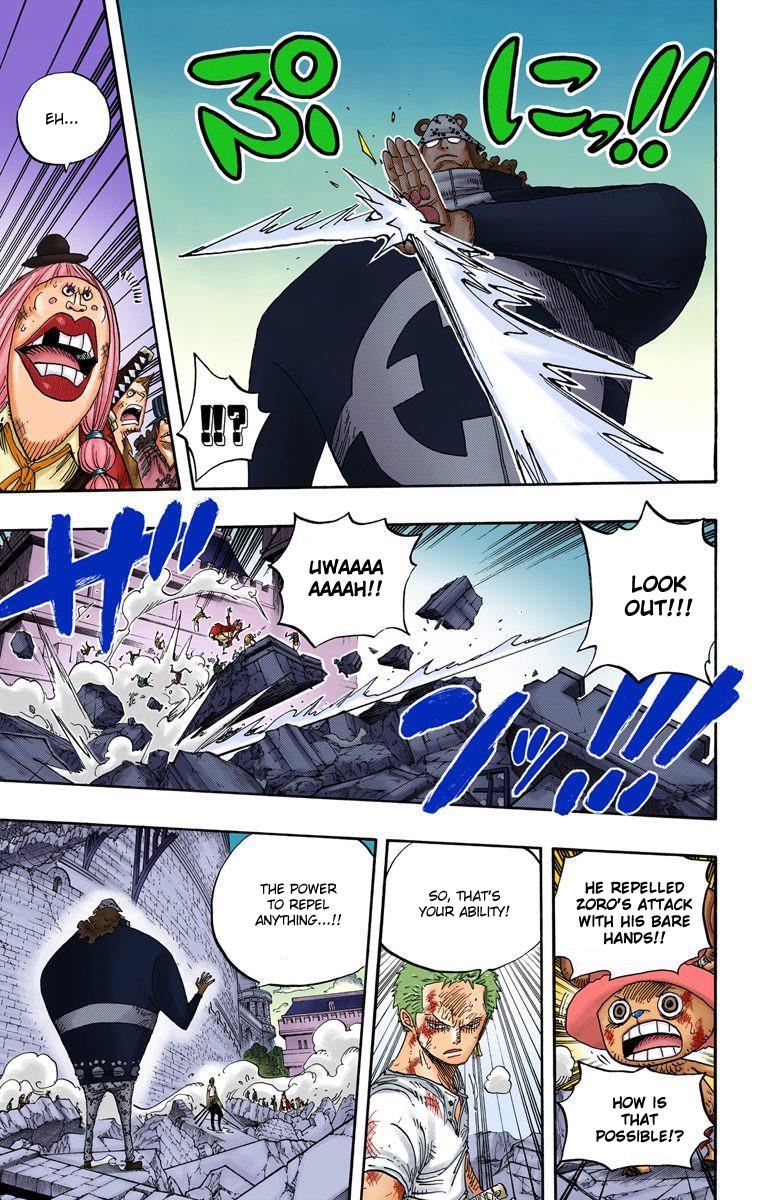 ぷにっ!!
!!?
EH...
LOOK
OUT!!!
UWAAAA
AAAAH!!
ザンッ!!!
HE REPELLED
ZORO'S ATTACK
WITH HIS BARE
HANDS!!
HOW IS
THAT
POSSIBLE!?
SO, THAT'S
YOUR ABILITY!
THE POWER
TO REPEL
ANYTHING...!!